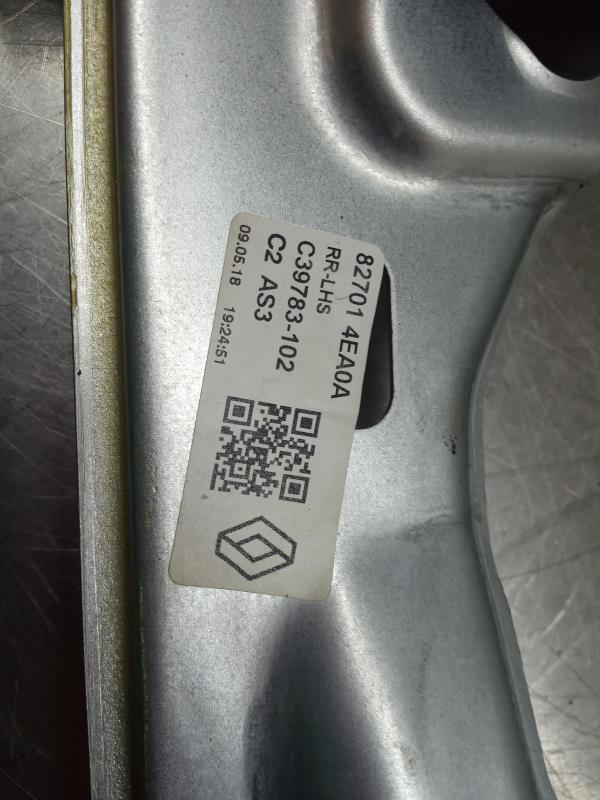 82701 4EA0A
RR-LHS
C39783-102
C2 AS3
09.05.18 19:24:51